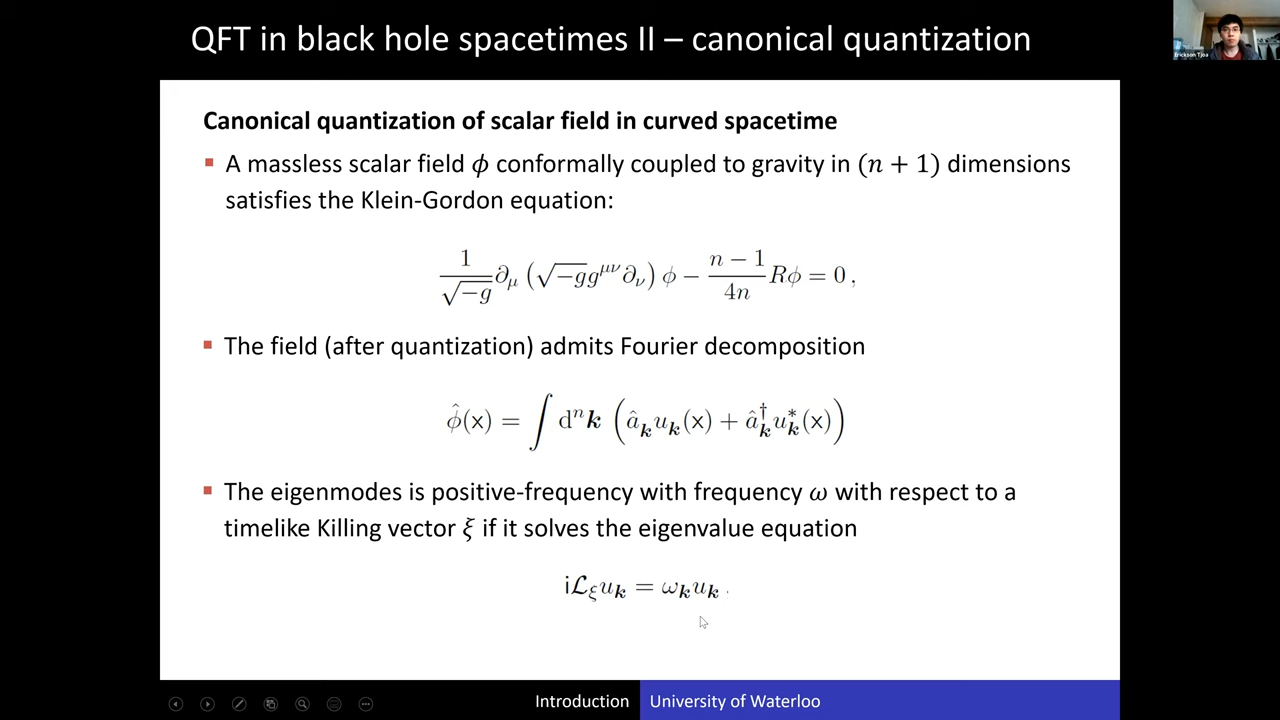 QFT in black hole spacetimes II – canonical quantization
Erickson Tjoa
Canonical quantization of scalar field in curved spacetime
▪ A massless scalar field ϕ conformally coupled to gravity in (n + 1) dimensions
satisfies the Klein-Gordon equation:
1/√−g ∂_μ (√−g g^{μν} ∂_ν) ϕ − (n − 1)/(4n) Rϕ = 0 ,
▪ The field (after quantization) admits Fourier decomposition
ϕ̂(x) = ∫ d^n k (â_k u_k(x) + â_k^† u_k^*(x))
▪ The eigenmodes is positive-frequency with frequency ω with respect to a
timelike Killing vector ξ if it solves the eigenvalue equation
iℒ_ξ u_k = ω_k u_k .
Introduction
University of Waterloo